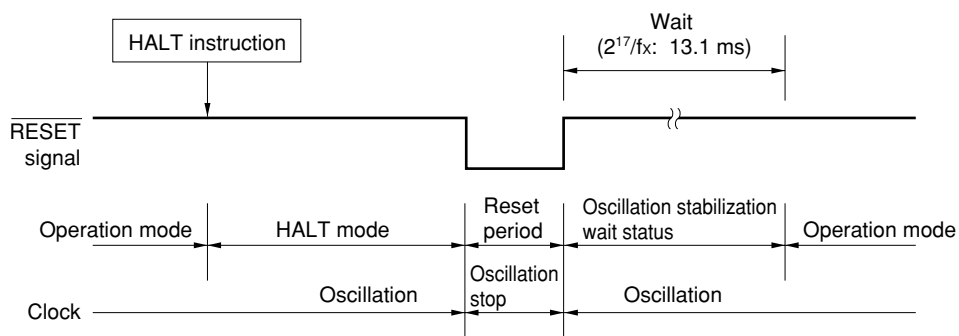 HALT instruction
Wait
(2¹⁷/fx: 13.1 ms)
RESET
signal
Operation mode
HALT mode
Reset
period
Oscillation stabilization
wait status
Operation mode
Clock
Oscillation
Oscillation
stop
Oscillation